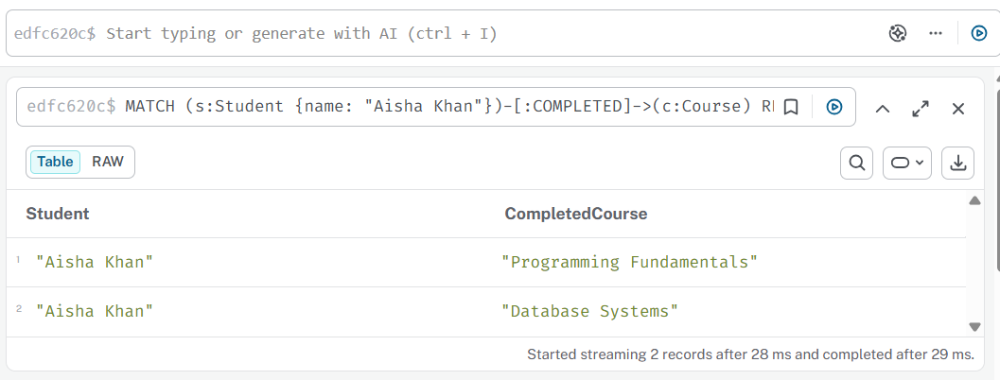 edfc620c$ Start typing or generate with AI (ctrl + I)
edfc620c$ MATCH (s:Student {name: "Aisha Khan"})-[:COMPLETED]->(c:Course) RE
Table RAW
Student CompletedCourse
1 "Aisha Khan" "Programming Fundamentals"
2 "Aisha Khan" "Database Systems"
Started streaming 2 records after 28 ms and completed after 29 ms.